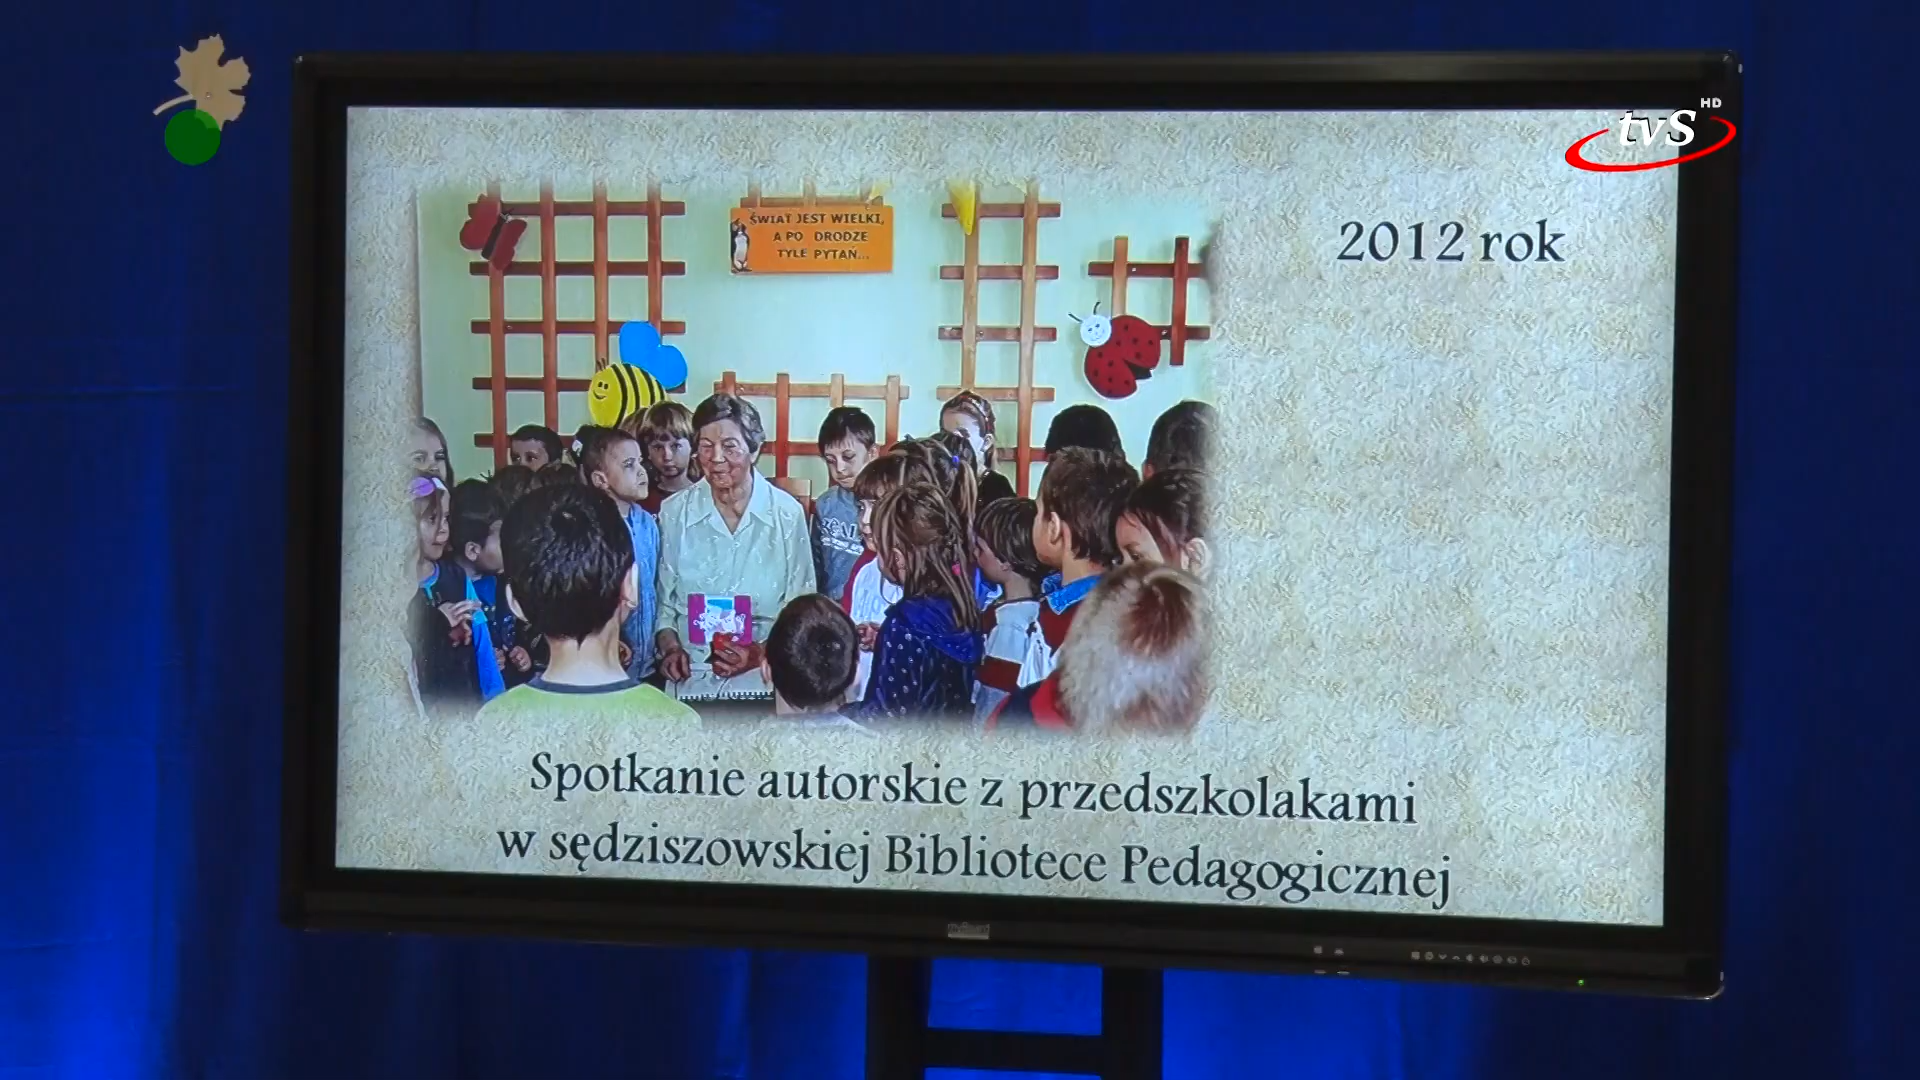 HD
tvS
ŚWIAT JEST WIELKI,
A PO DRODZE
TYLE PYTAŃ...
2012 rok
Spotkanie autorskie z przedszkolakami
w sędziszowskiej Bibliotece Pedagogicznej